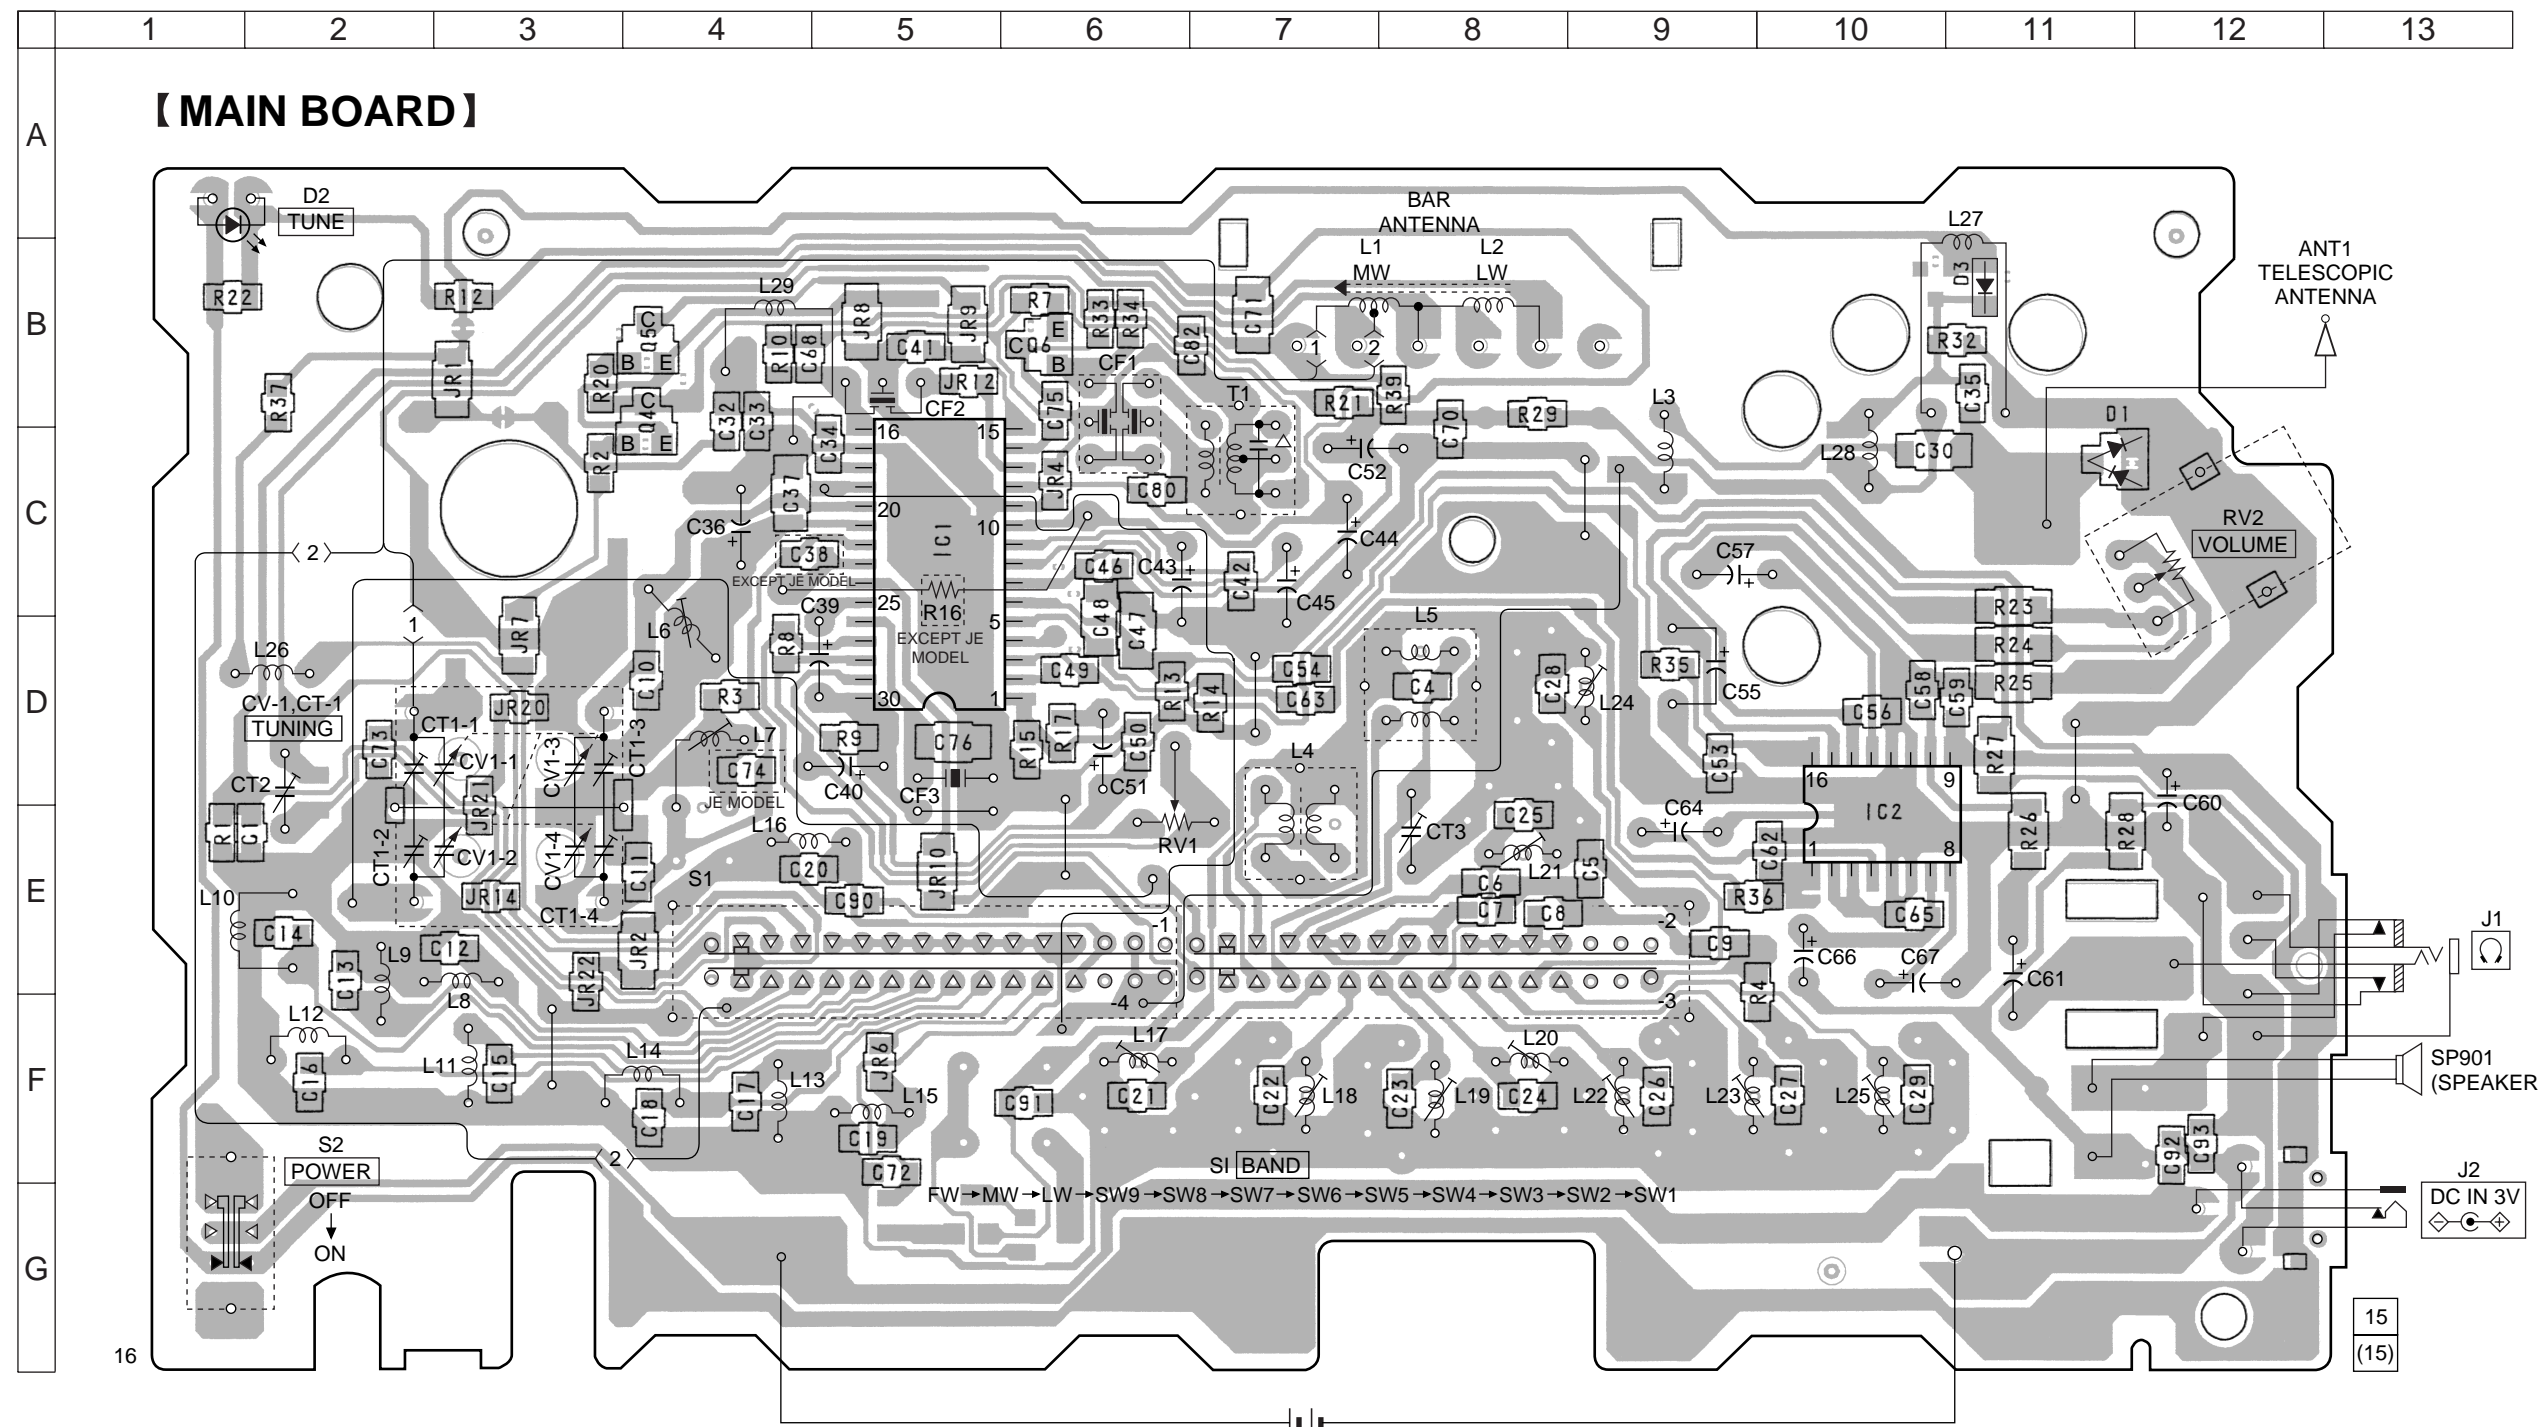 1 2 3 4 5 6 7 8 9 10 11 12 13
A
【MAIN BOARD】
D2
TUNE
BAR
ANTENNA
L1
MW
L2
LW
L27
D3
ANT1
TELESCOPIC
ANTENNA
B
R22
R12
L29
JR8
JR9
R7
R33
R34
C71
C82
1
2
C
Q5
B E
R10
C68
C41
C Q6
E
B
CF1
R32
R37
JR1
R20
JR12
CF2
C75
T1
R21
R39
C35
C
Q4
B E
C32
C33
C34
16
15
C70
R29
L3
D1
R2
C37
JR4
C80
C52
L28
C30
C
C36
20
10
IC1
C44
RV2
VOLUME
2
C38
EXCEPT JE MODEL
C46
C43
C42
C57
C39
25
R16
5
EXCEPT JE
MODEL
C48
C47
C45
R23
1
JR7
L6
R8
L5
R24
L26
C10
C49
C54
C28
R35
D
CV-1,CT-1
TUNING
JR20
R3
30
1
R13
R14
C63
C4
L24
C55
C58
C59
R25
CT1-1
CT1-3
C56
C73
CV1-1
CV1-3
L7
R9
C76
R15
R17
C50
L4
C53
R27
CT2
C74
JE MODEL
C40
CF3
C51
16
9
JR21
C60
R1
C1
CT1-2
CV1-2
CV1-4
L16
RV1
CT3
C25
C64
IC2
R26
R28
C62
1
8
C11
C20
JR10
L21
C5
E
L10
JR14
S1
C90
C6
R36
CT1-4
C7
C8
C65
C14
JR2
-1
-2
J1
C12
L9
C9
C66
C67
C13
JR22
L8
-4
-3
R4
C61
L12
L17
L20
F
L11
C15
L14
JR6
SP901
(SPEAKER
C16
C17
L13
L15
C91
C21
C22
L18
C23
L19
C24
L22
C26
L23
C27
L25
C29
C18
C19
S2
POWER
2
C72
SI BAND
C92
C93
J2
FW→MW→LW→SW9→SW8→SW7→SW6→SW5→SW4→SW3→SW2→SW1
OFF
DC IN 3V
G
ON
15
16
(15)